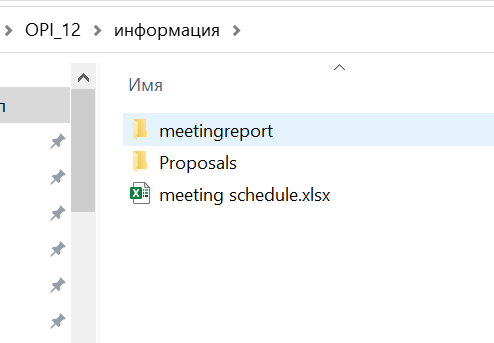 OPI_12 > информация >
Имя
п
meetingreport
Proposals
meeting schedule.xlsx